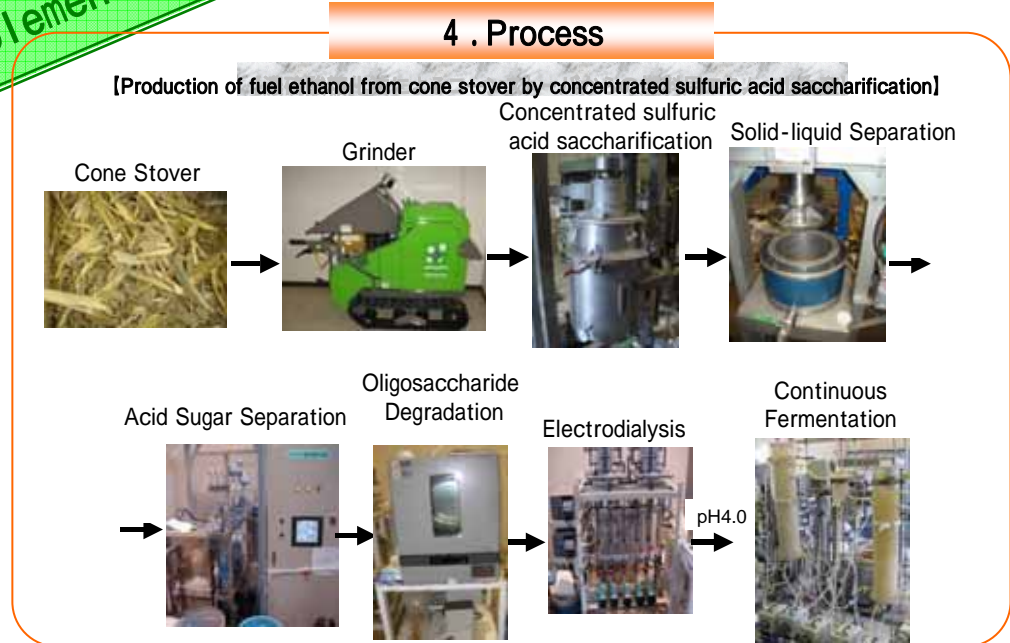 4 . Process
【Production of fuel ethanol from cone stover by concentrated sulfuric acid saccharification】
Cone Stover
Grinder
Concentrated sulfuric
acid saccharification
Solid-liquid Separation
Acid Sugar Separation
Oligosaccharide
Degradation
Electrodialysis
pH4.0
Continuous
Fermentation